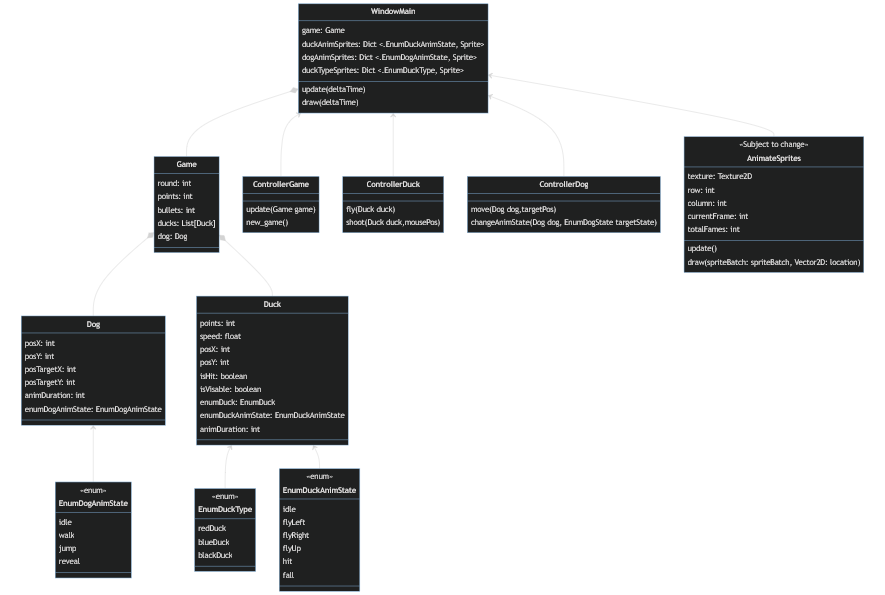 WindowMain
game: Game
duckAnimSprites: Dict <.EnumDuckAnimState, Sprite>
dogAnimSprites: Dict <.EnumDogAnimState, Sprite>
duckTypeSprites: Dict <.EnumDuckType, Sprite>
update(deltaTime)
draw(deltaTime)
Game
round: int
points: int
bullets: int
ducks: List[Duck]
dog: Dog
ControllerGame
update(Game game)
new_game()
ControllerDuck
fly(Duck duck)
shoot(Duck duck,mousePos)
ControllerDog
move(Dog dog,targetPos)
changeAnimState(Dog dog, EnumDogState targetState)
«Subject to change»
AnimateSprites
texture: Texture2D
row: int
column: int
currentFrame: int
totalFames: int
update()
draw(spriteBatch: spriteBatch, Vector2D: location)
Dog
posX: int
posY: int
posTargetX: int
posTargetY: int
animDuration: int
enumDogAnimState: EnumDogAnimState
Duck
points: int
speed: float
posX: int
posY: int
isHit: boolean
isVisable: boolean
enumDuck: EnumDuck
enumDuckAnimState: EnumDuckAnimState
animDuration: int
«enum»
EnumDogAnimState
idle
walk
jump
reveal
«enum»
EnumDuckType
redDuck
blueDuck
blackDuck
«enum»
EnumDuckAnimState
idle
flyLeft
flyRight
flyUp
hit
fall